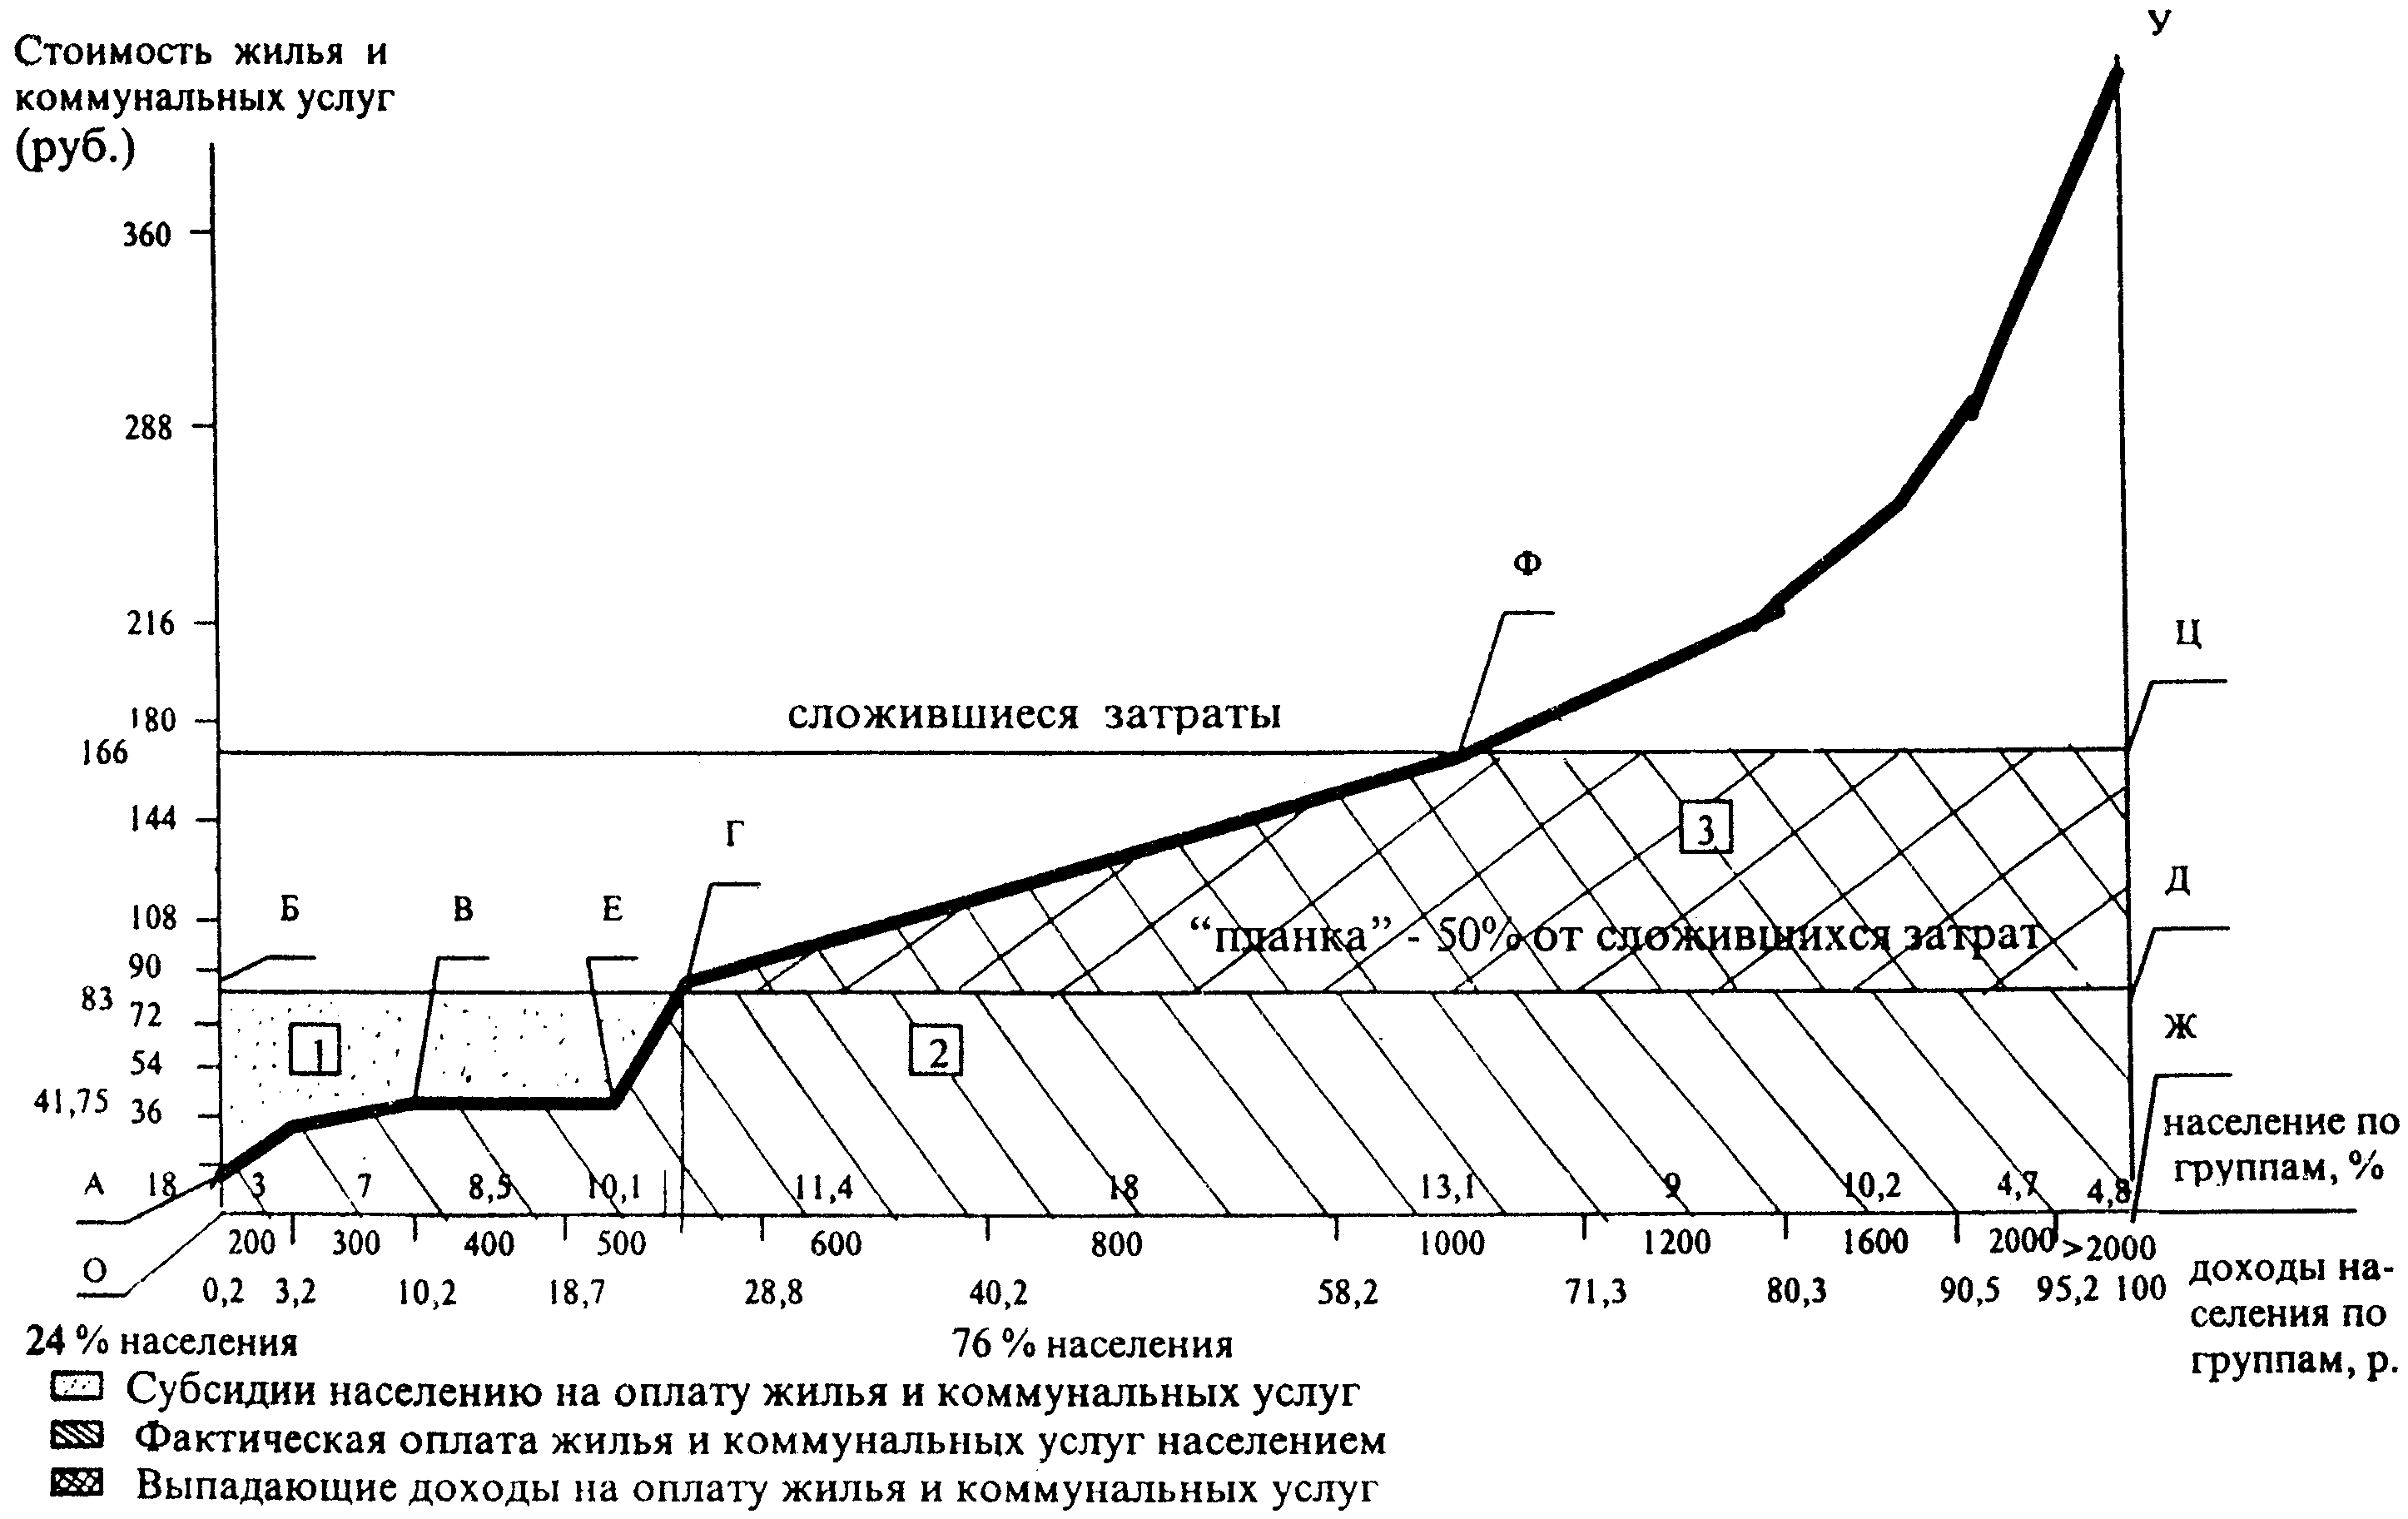 У
Стоимость жилья и
коммунальных услуг
(руб.)
360
288
Ф
216
Ц
сложившиеся затраты
180
166
144
3
Г
Д
Б В Е
108
“планка” - 50% от сложившихся затрат
90
83
72
Ж
1
2
54
41,75
36
население по
группам, %
А 18 3 7 8,5 10,1 11,4 18 13,1 9 10,2 4,7 4,8
200 300 400 500 600 800 1000 1200 1600 2000 >2000
О
0,2 3,2 10,2 18,7 28,8 40,2 58,2 71,3 80,3 90,5 95,2 100
доходы на-
селения по
группам, р.
24 % населения 76 % населения
Субсидии населению на оплату жилья и коммунальных услуг
Фактическая оплата жилья и коммунальных услуг населением
Выпадающие доходы на оплату жилья и коммунальных услуг